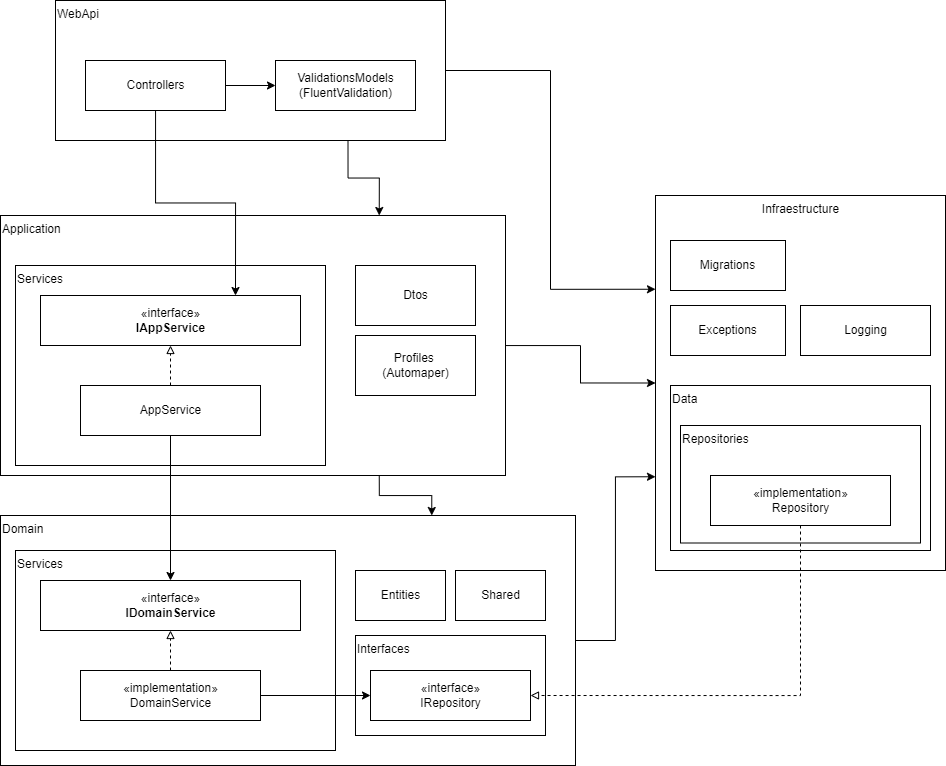 WebApi
Controllers
ValidationsModels
(FluentValidation)
Application
Services
«interface»
IAppService
AppService
Dtos
Profiles
(Automaper)
Infraestructure
Migrations
Exceptions
Logging
Data
Repositories
«implementation»
Repository
Domain
Services
«interface»
IDomainService
«implementation»
DomainService
Entities
Shared
Interfaces
«interface»
IRepository